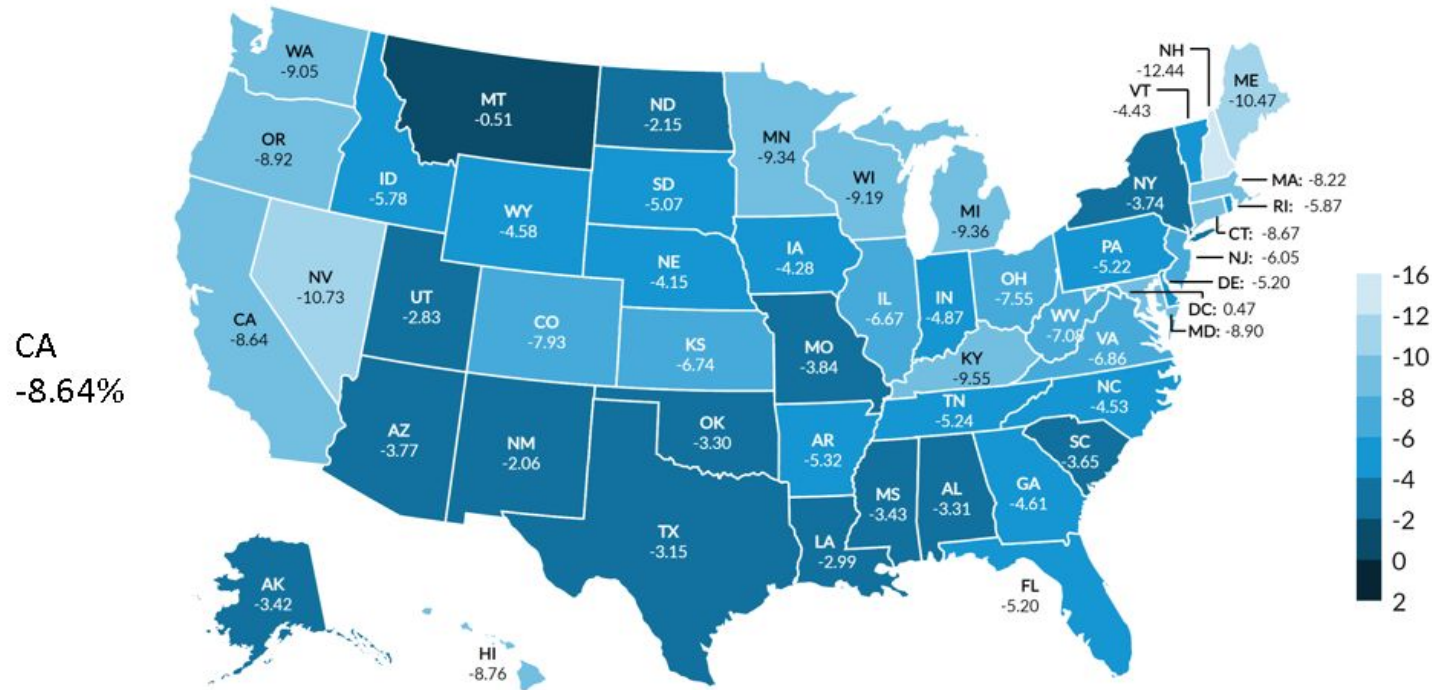 WA
-9.05
OR
-8.92
CA
-8.64
NV
-10.73
ID
-5.78
MT
-0.51
WY
-4.58
UT
-2.83
AZ
-3.77
CO
-7.93
NM
-2.06
ND
-2.15
SD
-5.07
NE
-4.15
KS
-6.74
OK
-3.30
TX
-3.15
MN
-9.34
IA
-4.28
MO
-3.84
AR
-5.32
LA
-2.99
WI
-9.19
IL
-6.67
MI
-9.36
IN
-4.87
OH
-7.55
KY
-9.55
TN
-5.24
MS
-3.43
AL
-3.31
GA
-4.61
FL
-5.20
SC
-3.65
NC
-4.53
VA
-6.86
WV
-7.08
PA
-5.22
NY
-3.74
VT
-4.43
NH
-12.44
ME
-10.47
MA: -8.22
RI: -5.87
CT: -8.67
NJ: -6.05
DE: -5.20
DC: 0.47
MD: -8.90
AK
-3.42
HI
-8.76
CA
-8.64%
-16
-12
-10
-8
-6
-4
-2
0
2